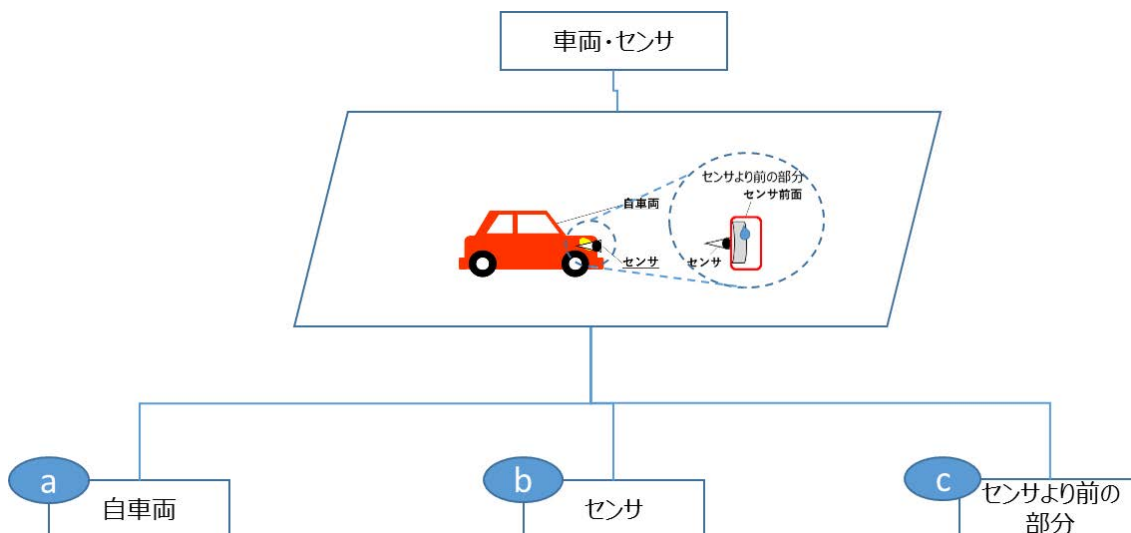 車両・センサ
センサより前の部分
センサ前面
自車両
センサ
センサ
a
自車両
b
センサ
c
センサより前の
部分